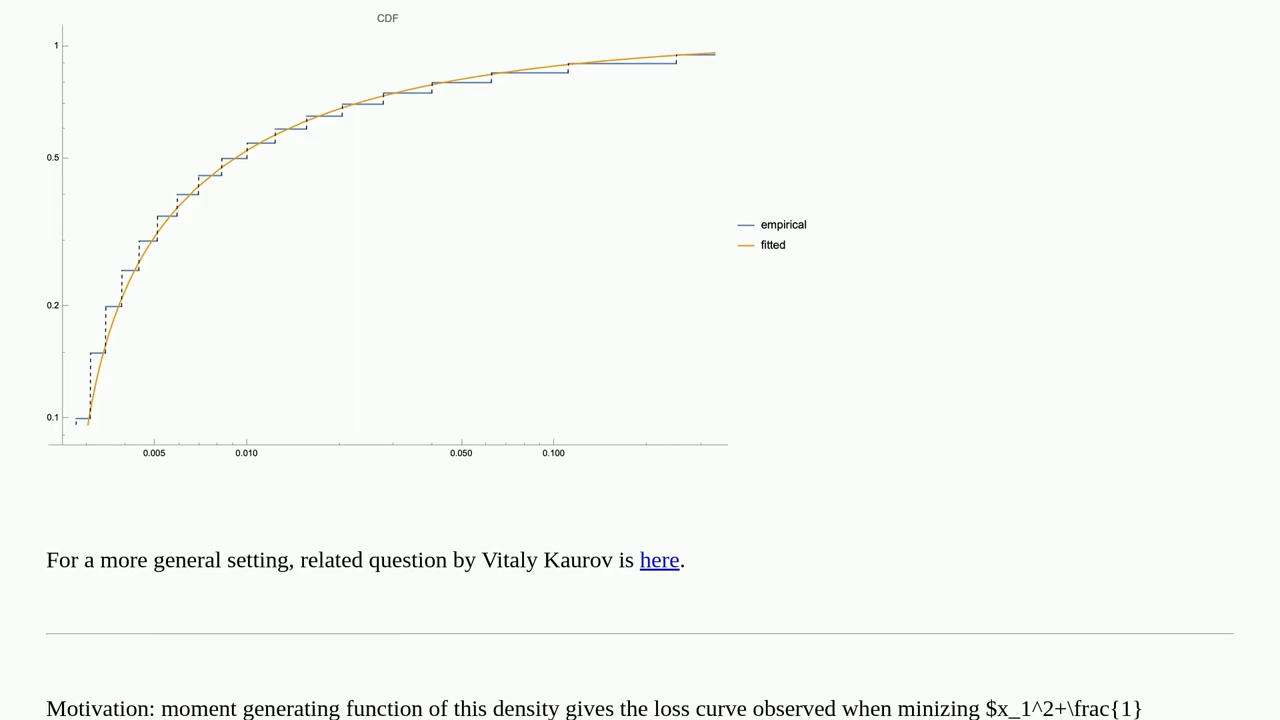 CDF
1
0.5
0.2
0.1
0.005
0.010
0.050
0.100
empirical
fitted
For a more general setting, related question by Vitaly Kaurov is here.
Motivation: moment generating function of this density gives the loss curve observed when minizing $x_1^2+\frac{1}